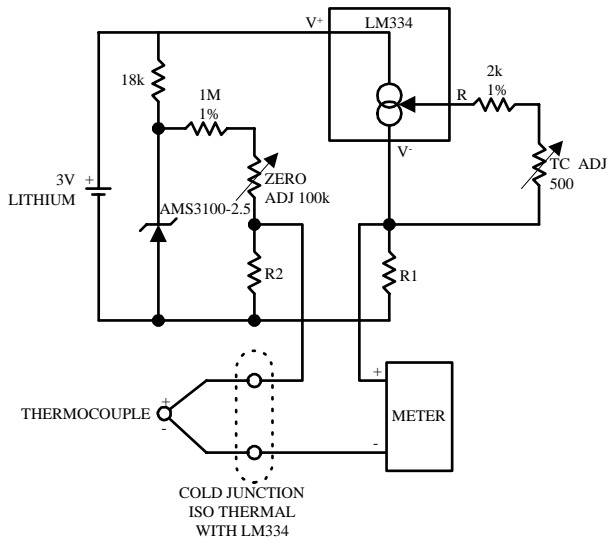 V+
LM334
18k
1M
1%
R
2k
1%
V-
TC ADJ
500
3V
LITHIUM
+
ZERO
ADJ 100k
AMS3100-2.5
R2
R1
THERMOCOUPLE
+
-
+
-
METER
COLD JUNCTION
ISO THERMAL
WITH LM334